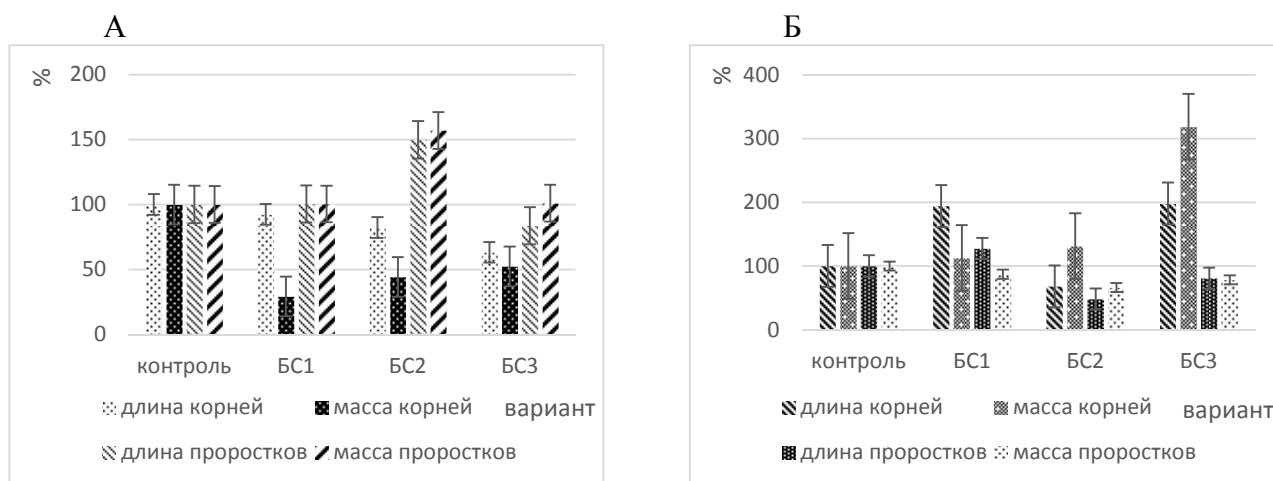 А
%
200
150
100
50
0
контроль БС1 БС2 БС3
длина корней масса корней вариант
длина проростков масса проростков
Б
%
400
300
200
100
0
контроль БС1 БС2 БС3
длина корней масса корней вариант
длина проростков масса проростков